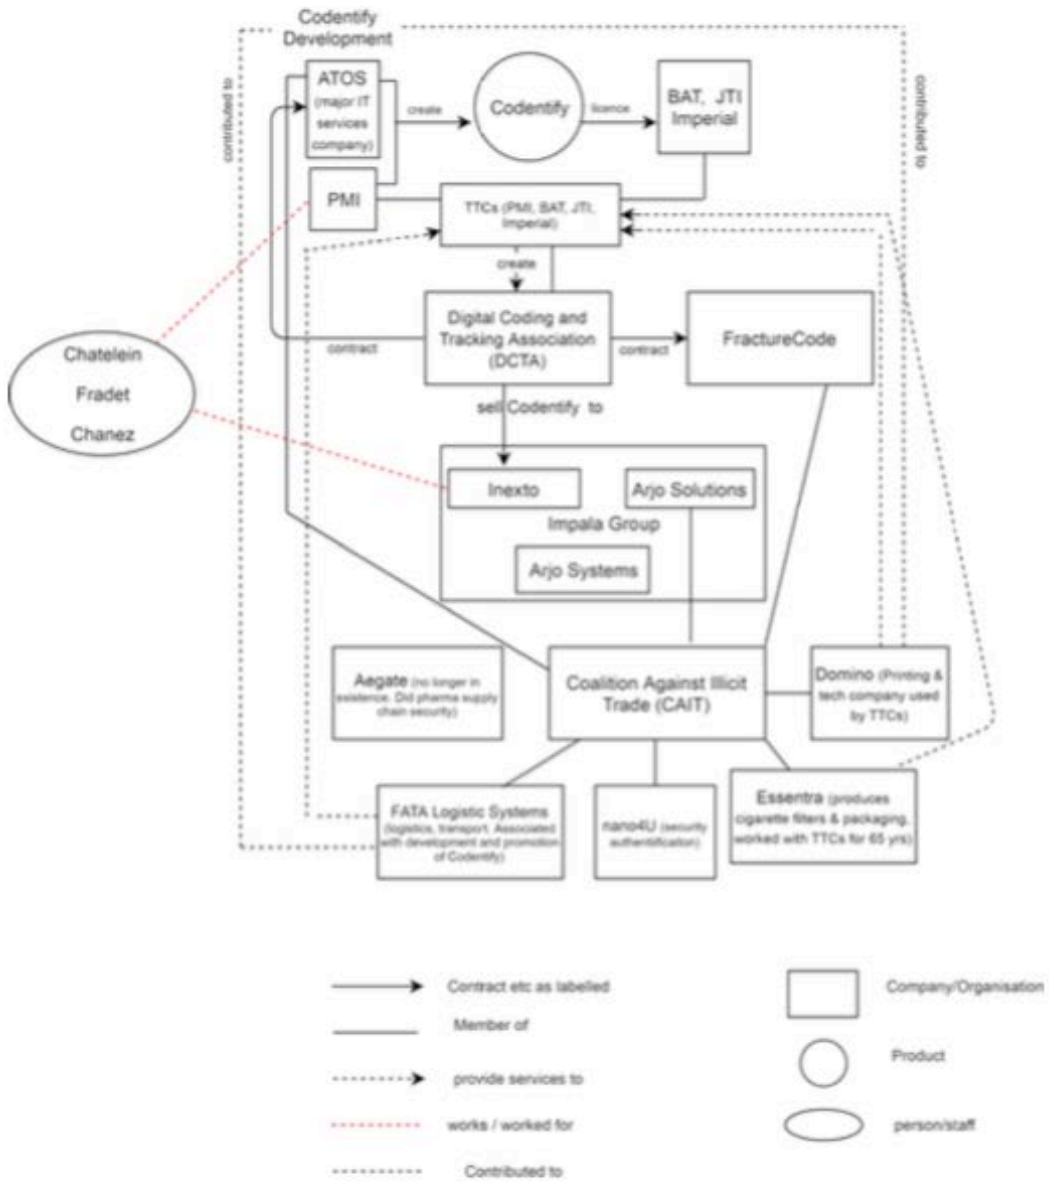 Codentify
Development
ATOS
(major IT
services
company)
contributed to
create
Codentify
licence
BAT, JTI
Imperial
contributed to
PMI
TTCs (PMI, BAT, JTI,
Imperial)
create
Digital Coding and
Tracking Association
(DCTA)
contract
contract
FractureCode
Chatelein
Fradet
Chanez
sell Codentify to
Inexto
Arjo Solutions
Impala Group
Arjo Systems
Aegate (no longer in
existence. Did pharma supply
chain security)
Coalition Against Illicit
Trade (CAIT)
Domino (Printing &
tech company used
by TTCs)
FATA Logistic Systems
(logistics, transport. Associated
with development and promotion
of Codentify)
nano4U (security
authentification)
Essentra (produces
cigarette filters & packaging,
worked with TTCs for 65 yrs)
Contract etc as labelled
Member of
provide services to
works / worked for
Contributed to
Company/Organisation
Product
person/staff